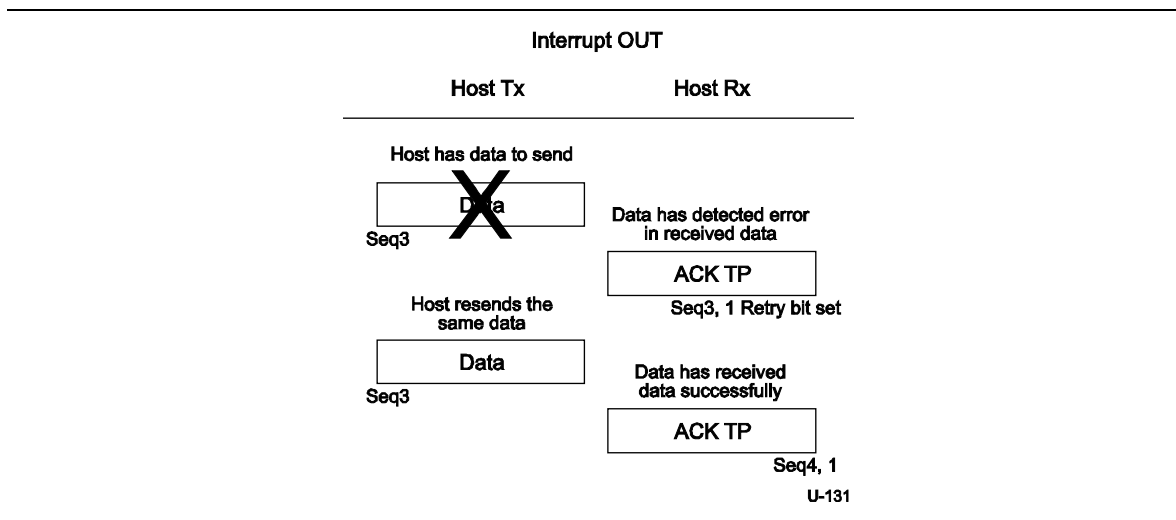 Interrupt OUT
Host Tx
Host Rx
Host has data to send
Data
Seq3
Data has detected error
in received data
ACK TP
Seq3, 1 Retry bit set
Host resends the
same data
Data
Seq3
Data has received
data successfully
ACK TP
Seq4, 1
U-131